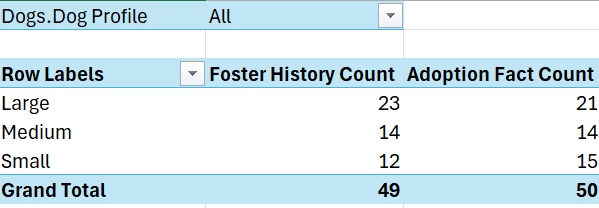 Dogs.Dog Profile All
Row Labels Foster History Count Adoption Fact Count
Large 23 21
Medium 14 14
Small 12 15
Grand Total 49 50